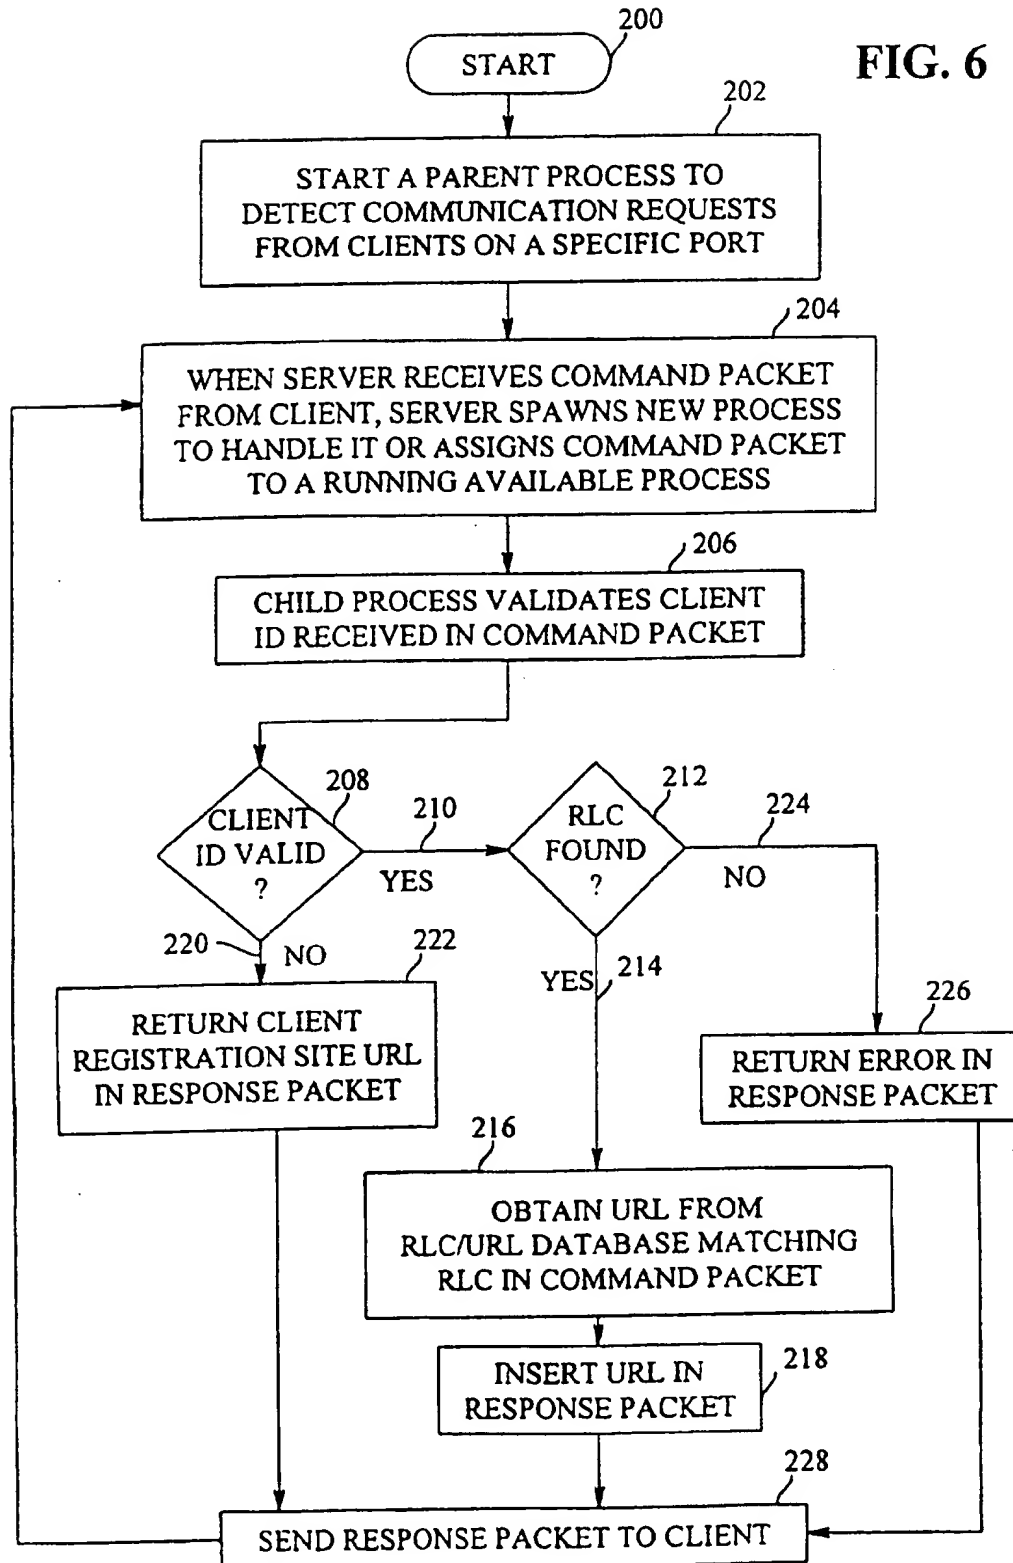 200
START
FIG. 6
202
START A PARENT PROCESS TO
DETECT COMMUNICATION REQUESTS
FROM CLIENTS ON A SPECIFIC PORT
204
WHEN SERVER RECEIVES COMMAND PACKET
FROM CLIENT, SERVER SPAWNS NEW PROCESS
TO HANDLE IT OR ASSIGNS COMMAND PACKET
TO A RUNNING AVAILABLE PROCESS
206
CHILD PROCESS VALIDATES CLIENT
ID RECEIVED IN COMMAND PACKET
208
CLIENT
ID VALID
?
210
YES
212
RLC
FOUND
?
224
NO
220
NO
222
RETURN CLIENT
REGISTRATION SITE URL
IN RESPONSE PACKET
YES
214
226
RETURN ERROR IN
RESPONSE PACKET
216
OBTAIN URL FROM
RLC/URL DATABASE MATCHING
RLC IN COMMAND PACKET
INSERT URL IN
RESPONSE PACKET
218
228
SEND RESPONSE PACKET TO CLIENT